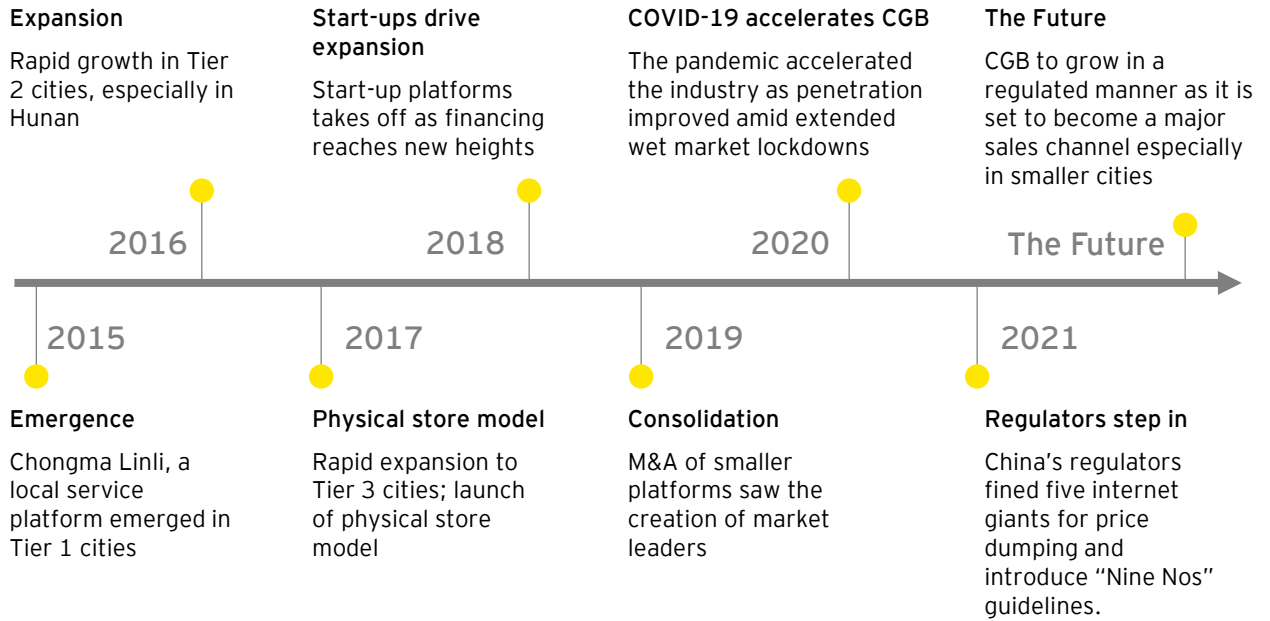 Expansion
Rapid growth in Tier
2 cities, especially in
Hunan
Start-ups drive
expansion
Start-up platforms
takes off as financing
reaches new heights
COVID-19 accelerates CGB
The pandemic accelerated
the industry as penetration
improved amid extended
wet market lockdowns
The Future
CGB to grow in a
regulated manner as it is
set to become a major
sales channel especially
in smaller cities
2016
2018
2020
The Future
2015
2017
2019
2021
Emergence
Chongma Linli, a
local service
platform emerged in
Tier 1 cities
Physical store model
Rapid expansion to
Tier 3 cities; launch
of physical store
model
Consolidation
M&A of smaller
platforms saw the
creation of market
leaders
Regulators step in
China’s regulators
fined five internet
giants for price
dumping and
introduce “Nine Nos”
guidelines.